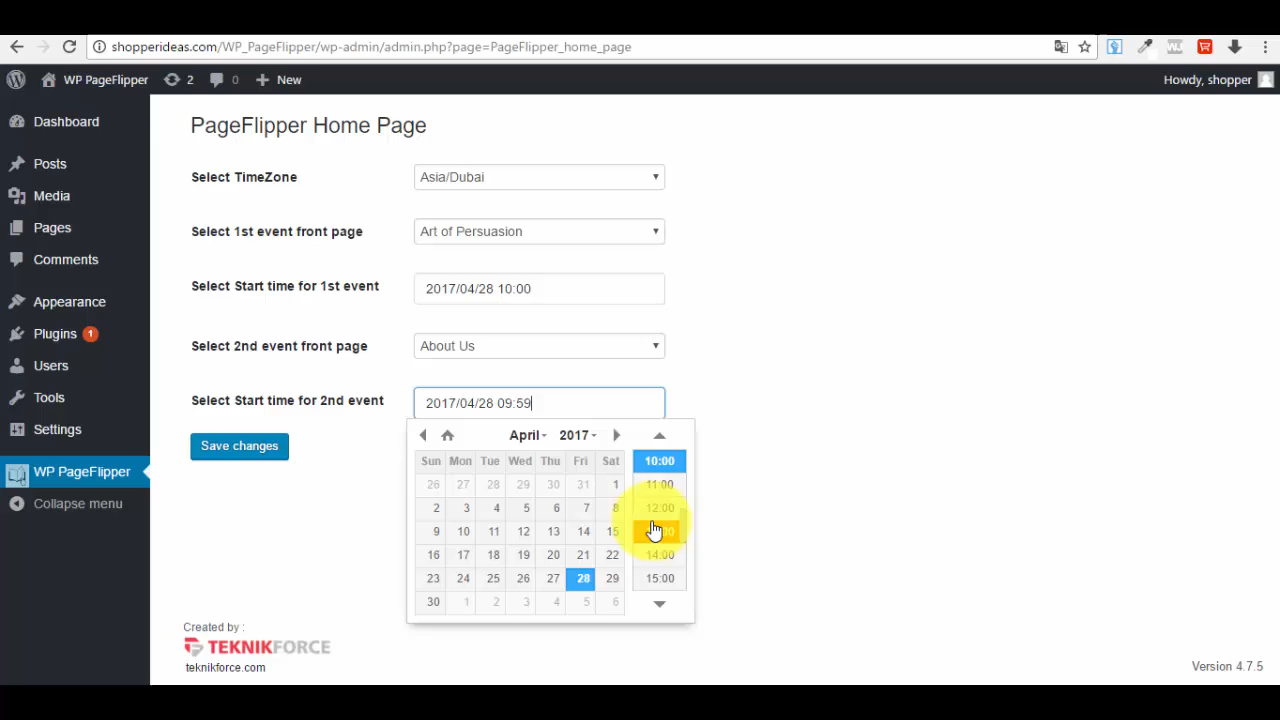 shopperideas.com/WP_PageFlipper/wp-admin/admin.php?page=PageFlipper_home_page
WP PageFlipper 2 0 New Howdy, shopper
Dashboard
Posts
Media
Pages
Comments
Appearance
Plugins 1
Users
Tools
Settings
WP PageFlipper
Collapse menu
PageFlipper Home Page
Select TimeZone Asia/Dubai
Select 1st event front page Art of Persuasion
Select Start time for 1st event 2017/04/28 10:00
Select 2nd event front page About Us
Select Start time for 2nd event 2017/04/28 09:59
Save changes
April 2017
Sun Mon Tue Wed Thu Fri Sat 10:00
26 27 28 29 30 31 1 11:00
2 3 4 5 6 7 8 12:00
9 10 11 12 13 14 15
16 17 18 19 20 21 22 14:00
23 24 25 26 27 28 29 15:00
30 1 2 3 4 5 6
Created by :
TEKNIKFORCE
teknikforce.com
Version 4.7.5